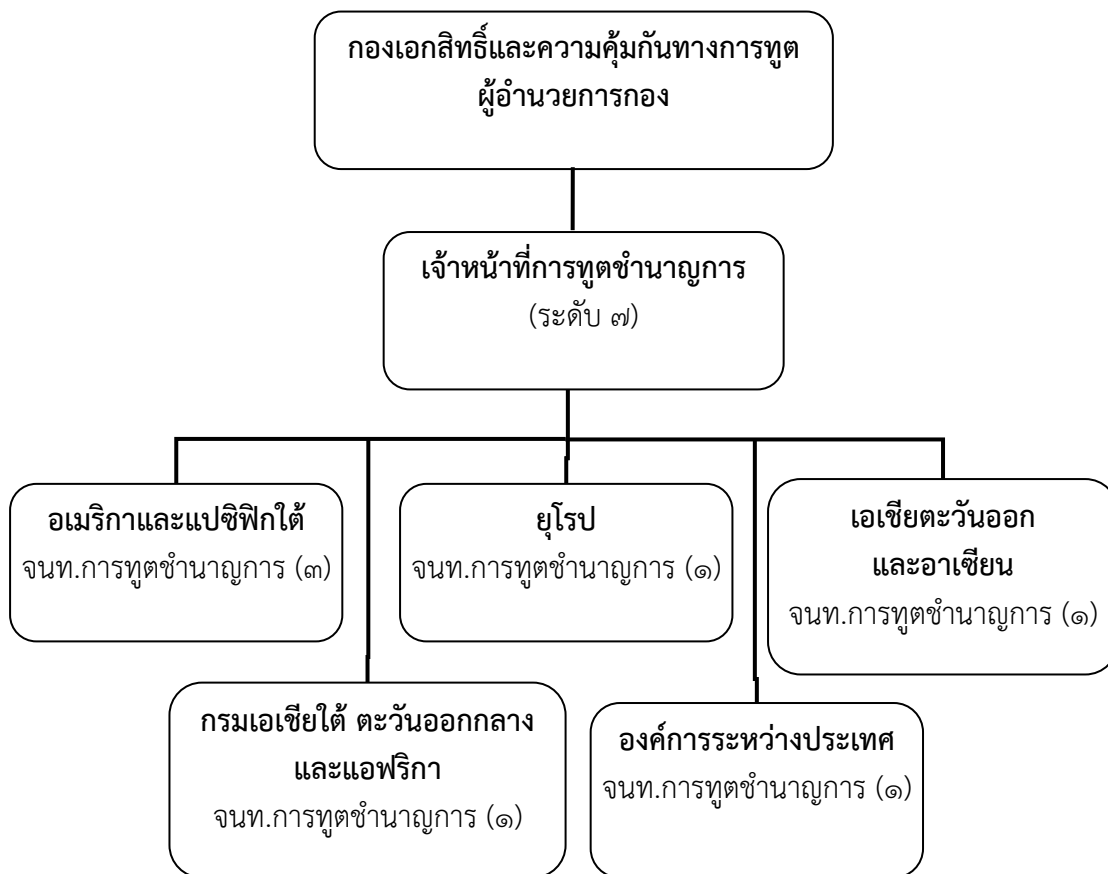 กองเอกสิทธิ์และความคุ้มกันทางการทูต
ผู้อำนวยการกอง
เจ้าหน้าที่การทูตชำนาญการ
(ระดับ ๗)
อเมริกาและแปซิฟิกใต้
จนท.การทูตชำนาญการ (๓)
ยุโรป
จนท.การทูตชำนาญการ (๑)
เอเชียตะวันออก
และอาเซียน
จนท.การทูตชำนาญการ (๑)
กรมเอเชียใต้ ตะวันออกกลาง
และแอฟริกา
จนท.การทูตชำนาญการ (๑)
องค์การระหว่างประเทศ
จนท.การทูตชำนาญการ (๑)